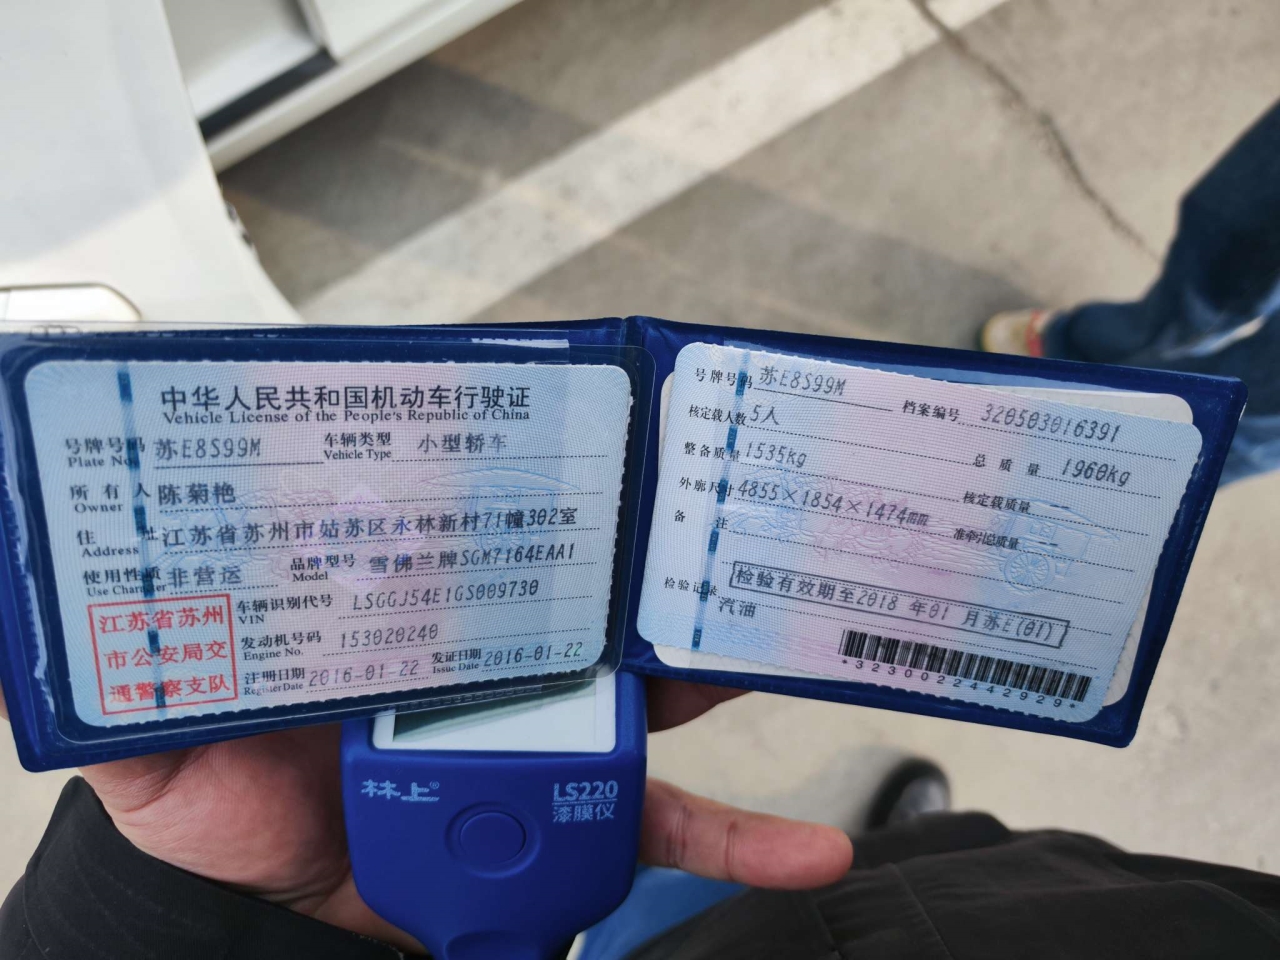 中华人民共和国机动车行驶证
Vehicle License of the People's Republic of China
号牌号码 苏E8S99M 车辆类型 小型轿车
Plate No. Vehicle Type
所有人 陈菊艳
Owner
住址 江苏省苏州市姑苏区永林新村71幢302室
Address
使用性质 非营运 品牌型号 雪佛兰牌SGM7164EAA1
Use Character Model
江苏省苏州
市公安局交
通警察支队
车辆识别代号 LSGGJ54E1GS009730
VIN
发动机号码 153020240
Engine No.
注册日期 2016-01-22 发证日期 2016-01-22
Register Date Issue Date
号牌号码 苏E8S99M 档案编号 320503016391
核定载人数 5人 总质量 1960kg
整备质量 1535kg 核定载质量 —
外廓尺寸 4855×1854×1474mm 准牵引总质量 —
备注
检验有效期至2018年01月苏E(01)
检验记录 汽油
*3230022442929*
林上® LS220
漆膜仪